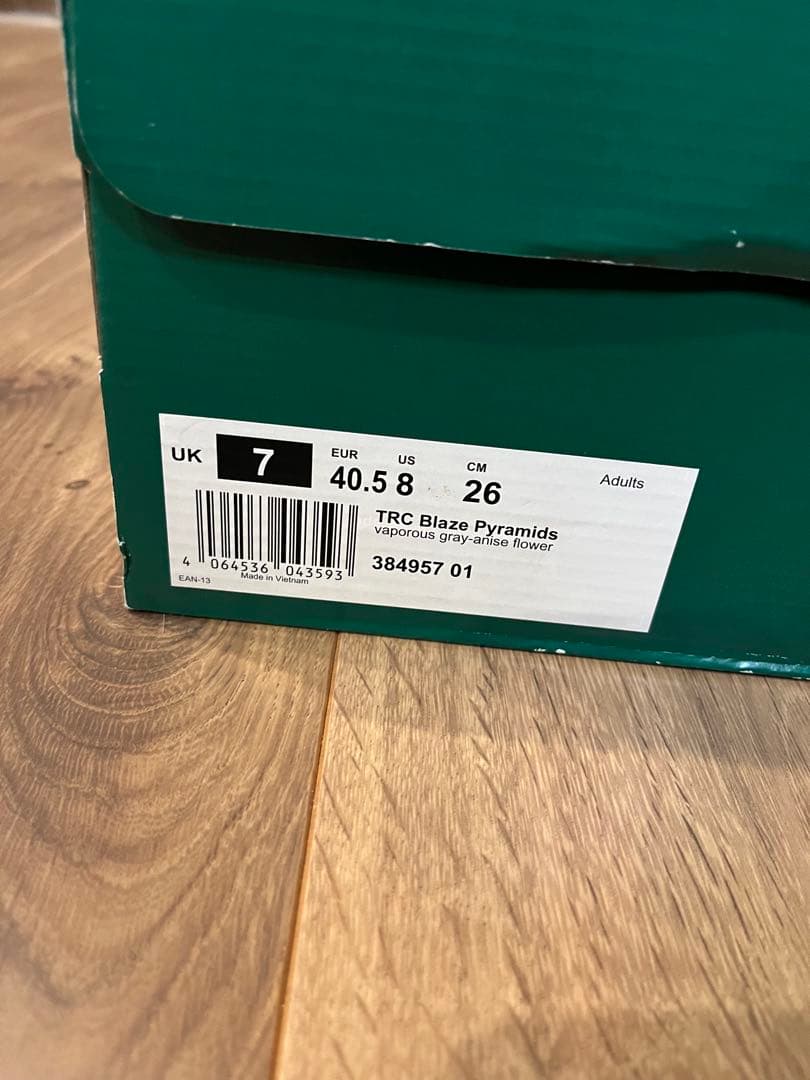 UK 7 EUR 40.5 US 8 CM 26 Adults
TRC Blaze Pyramids
vaporous gray-anise flower
384957 01
4 064536 043593
EAN-13 Made in Vietnam